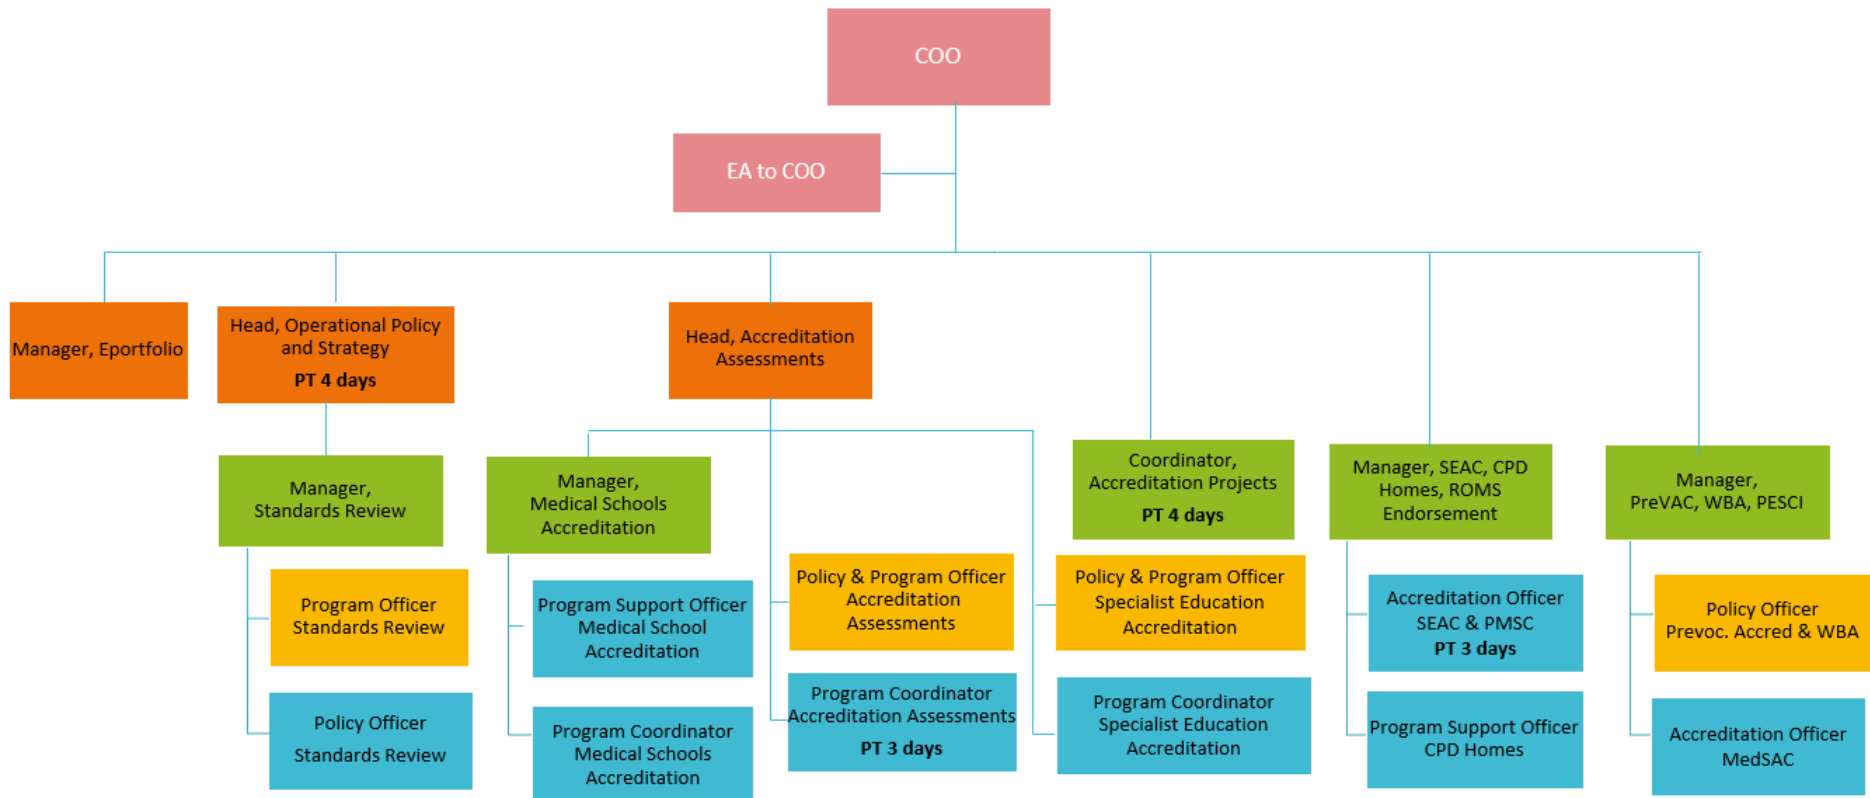 COO
EA to COO
Manager, Eportfolio
Head, Operational Policy
and Strategy
PT 4 days
Head, Accreditation
Assessments
Manager,
Standards Review
Manager,
Medical Schools
Accreditation
Coordinator,
Accreditation Projects
PT 4 days
Manager, SEAC, CPD
Homes, ROMS
Endorsement
Manager,
PreVAC, WBA, PESCI
Program Officer
Standards Review
Program Support Officer
Medical School
Accreditation
Policy & Program Officer
Accreditation
Assessments
Policy & Program Officer
Specialist Education
Accreditation
Accreditation Officer
SEAC & PMSC
PT 3 days
Policy Officer
Prevoc. Accred & WBA
Policy Officer
Standards Review
Program Coordinator
Medical Schools
Accreditation
Program Coordinator
Accreditation Assessments
PT 3 days
Program Coordinator
Specialist Education
Accreditation
Program Support Officer
CPD Homes
Accreditation Officer
MedSAC